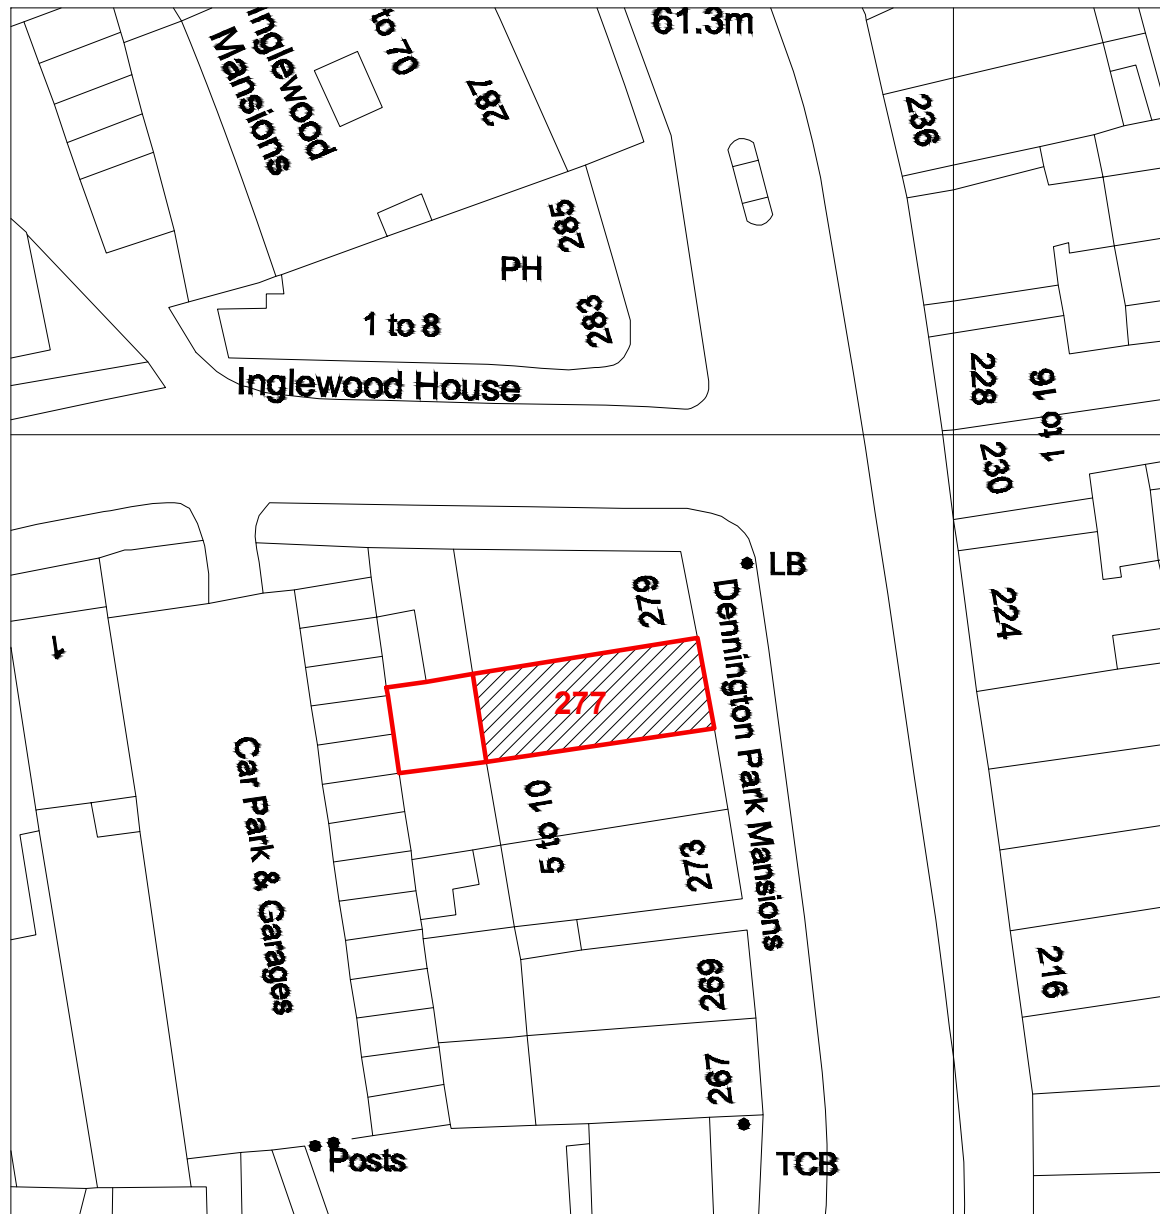 61.3m
Inglewood
Mansions
to 70
287
236
285
PH
283
1 to 8
Inglewood House
228
1 to 16
230
LB
279
Dennington Park Mansions
224
1
277
Car Park & Garages
5 to 10
273
216
269
267
Posts
TCB